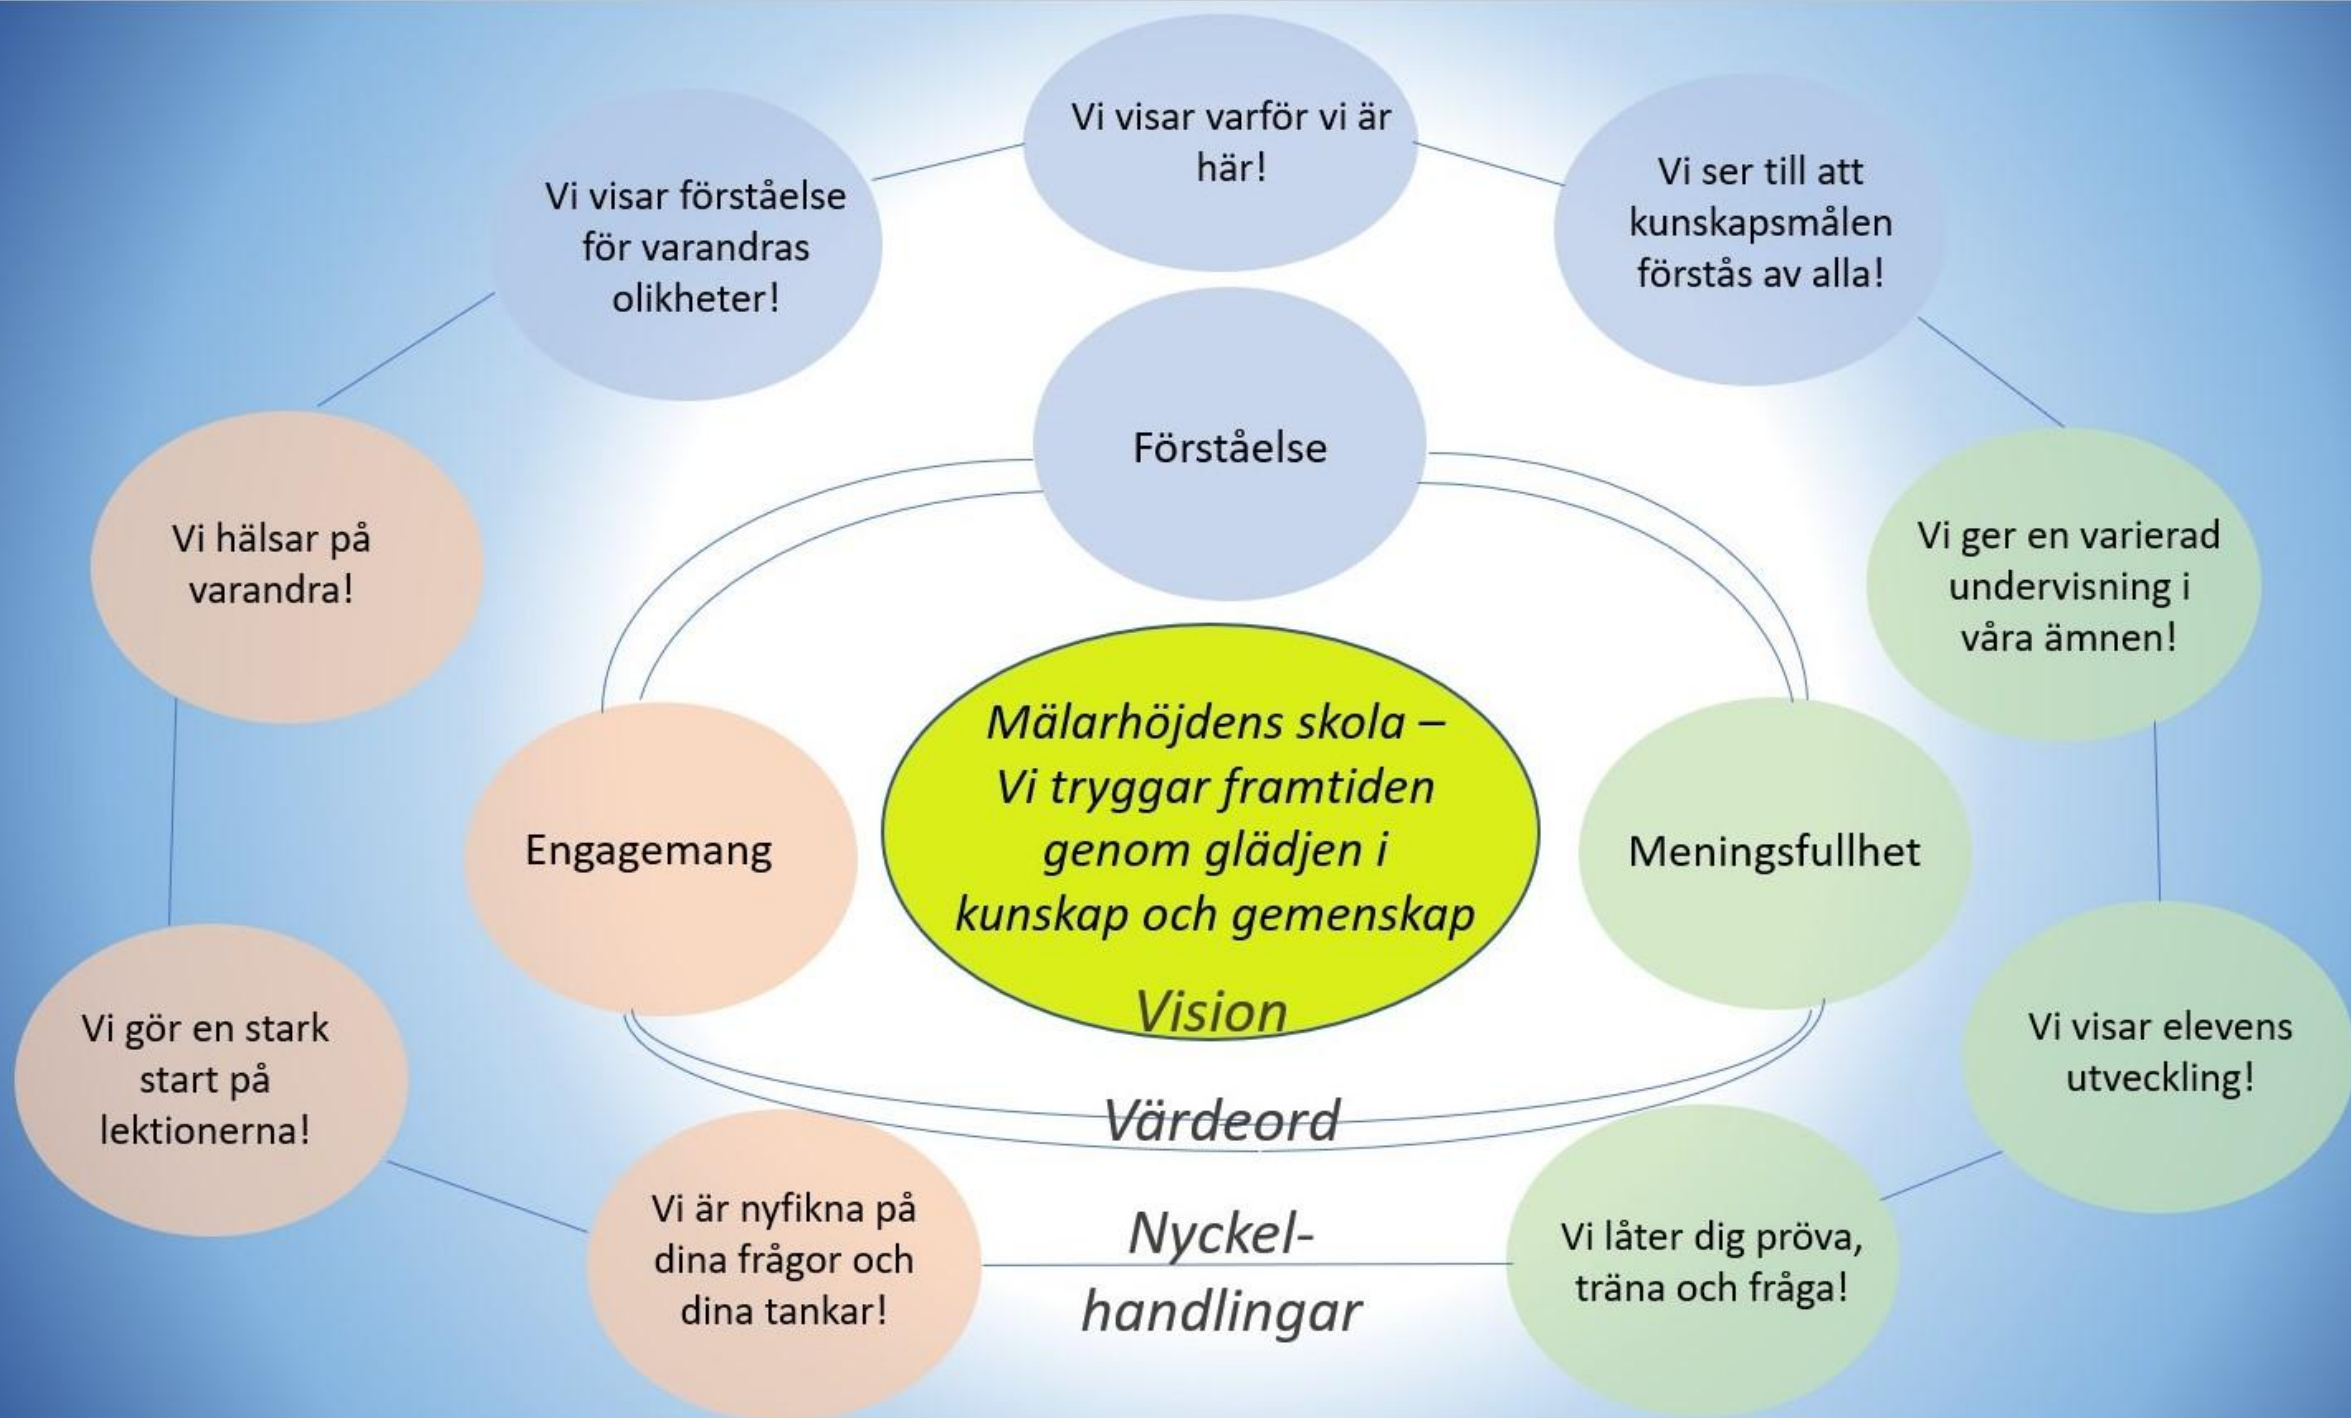 Vi visar varför vi är
här!
Vi visar förståelse
för varandras
olikheter!
Vi ser till att
kunskapsmålen
förstås av alla!
Förståelse
Vi hälsar på
varandra!
Vi ger en varierad
undervisning i
våra ämnen!
Engagemang
Mälarhöjdens skola –
Vi tryggar framtiden
genom glädjen i
kunskap och gemenskap
Vision
Meningsfullhet
Vi gör en stark
start på
lektionerna!
Vi visar elevens
utveckling!
Värdeord
Vi är nyfikna på
dina frågor och
dina tankar!
Nyckel-
handlingar
Vi låter dig pröva,
träna och fråga!